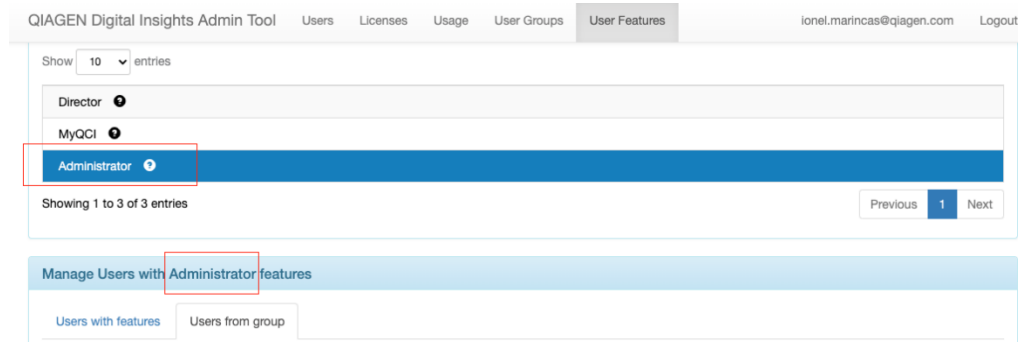 QIAGEN Digital Insights Admin Tool Users Licenses Usage User Groups User Features ionel.marincas@qiagen.com Logout
Show 10 entries
Director ?
MyQCI ?
Administrator ?
Showing 1 to 3 of 3 entries Previous 1 Next
Manage Users with Administrator features
Users with features Users from group